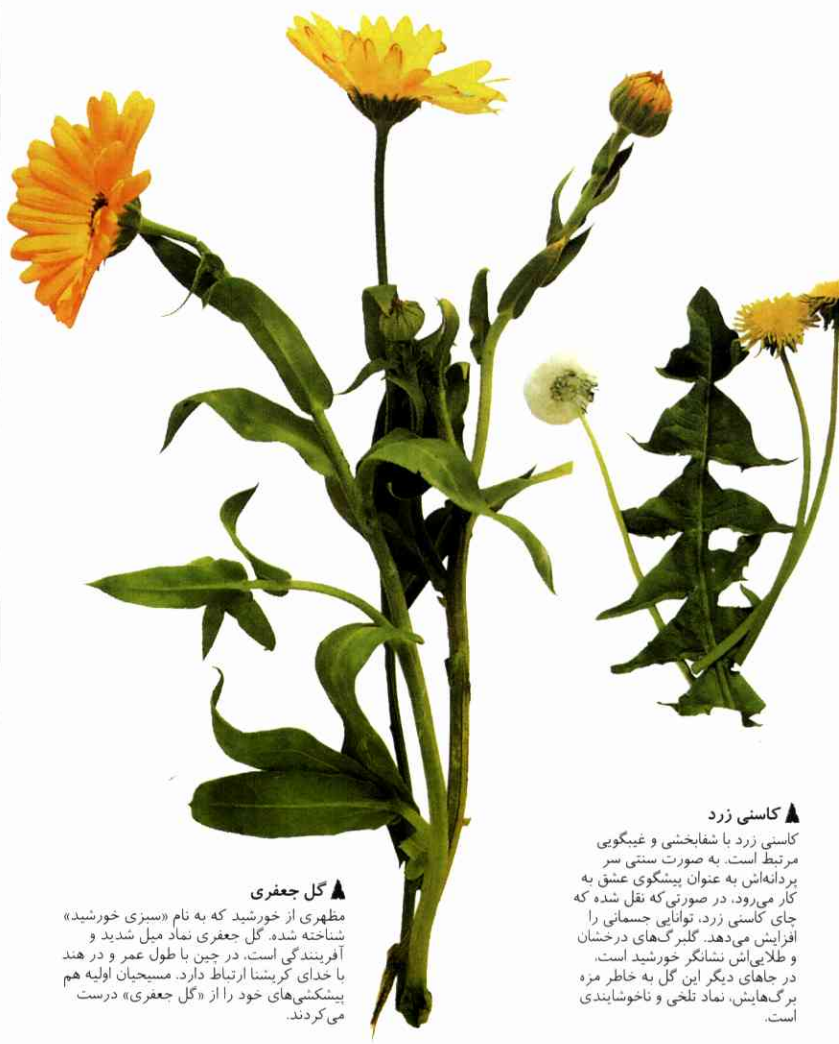 کاسنی زرد
کاسنی زرد با شفابخشی و غیبگویی
مرتبط است. به صورت سنتی سر
پردانه‌اش به عنوان پیشگوی عشق به
کار می‌رود، در صورتی‌که نقل شده که
چای کاسنی زرد، توانایی جسمانی را
افزایش می‌دهد. گلبرگ‌های درخشان
و طلایی‌اش نشانگر خورشید است،
در جاهای دیگر این گل به خاطر مزه
برگ‌هایش، نماد تلخی و ناخوشایندی
است.
گل جعفری
مظهری از خورشید که به نام «سبزی خورشید»
شناخته شده. گل جعفری نماد میل شدید و
آفرینندگی است. در چین با طول عمر و در هند
با خدای کریشنا ارتباط دارد. مسیحیان اولیه هم
پیشکشی‌های خود را از «گل جعفری» درست
می‌کردند.